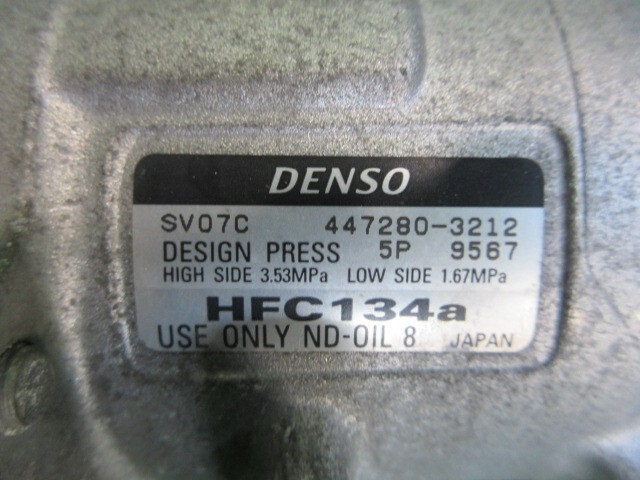 DENSO
SV07C 447280-3212
DESIGN PRESS 5P 9567
HIGH SIDE 3.53MPa LOW SIDE 1.67MPa
HFC134a
USE ONLY ND-OIL 8 JAPAN